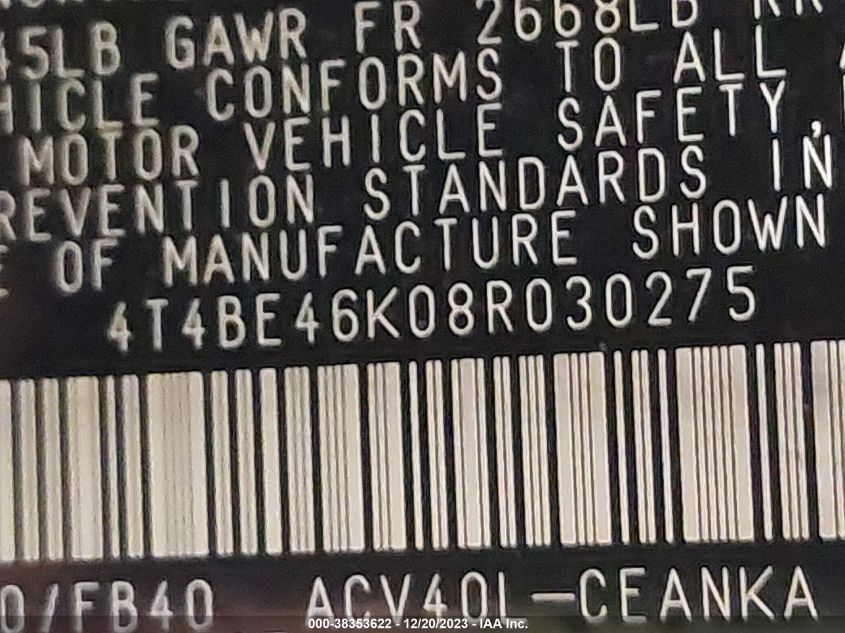 45LB GAWR FR 2668LB RR
HICLE CONFORMS TO ALL
MOTOR VEHICLE SAFETY,
REVENTION STANDARDS IN
E OF MANUFACTURE SHOWN
4T4BE46K08R030275
0/FB40 ACV40L-CEANKA
000-38353622 - 12/20/2023 - IAA Inc.